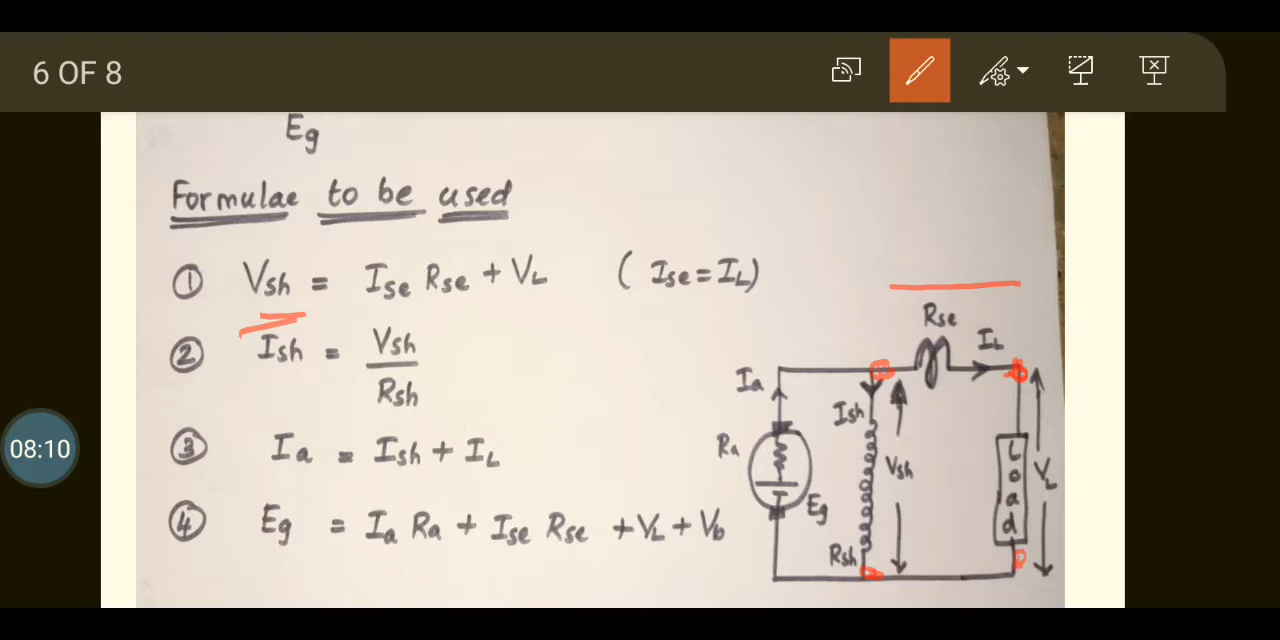 6 OF 8
Eg
Formulae to be used
① Vsh = Ise Rse + VL ( Ise = IL)
② Ish = Vsh
Rsh
③ Ia = Ish + IL
④ Eg = Ia Ra + Ise Rse + VL + Vb
08:10
Rse
IL
Ia
Ish
Ra
Vsh
Load
VL
Eg
Rsh